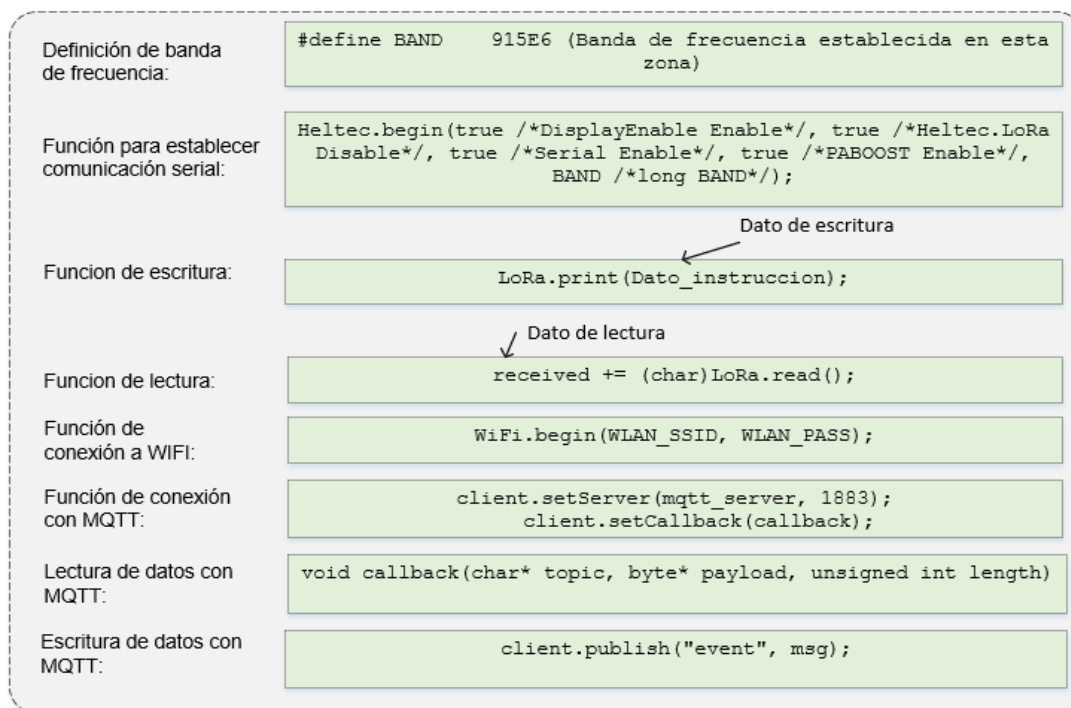 Definición de banda
de frecuencia:
#define BAND    915E6 (Banda de frecuencia establecida en esta
zona)
Función para establecer
comunicación serial:
Heltec.begin(true /*DisplayEnable Enable*/, true /*Heltec.LoRa
Disable*/, true /*Serial Enable*/, true /*PABOOST Enable*/,
BAND /*long BAND*/);
Dato de escritura
Funcion de escritura:
LoRa.print(Dato_instruccion);
Dato de lectura
Funcion de lectura:
received += (char)LoRa.read();
Función de
conexión a WIFI:
WiFi.begin(WLAN_SSID, WLAN_PASS);
Función de conexión
con MQTT:
client.setServer(mqtt_server, 1883);
client.setCallback(callback);
Lectura de datos con
MQTT:
void callback(char* topic, byte* payload, unsigned int length)
Escritura de datos con
MQTT:
client.publish("event", msg);